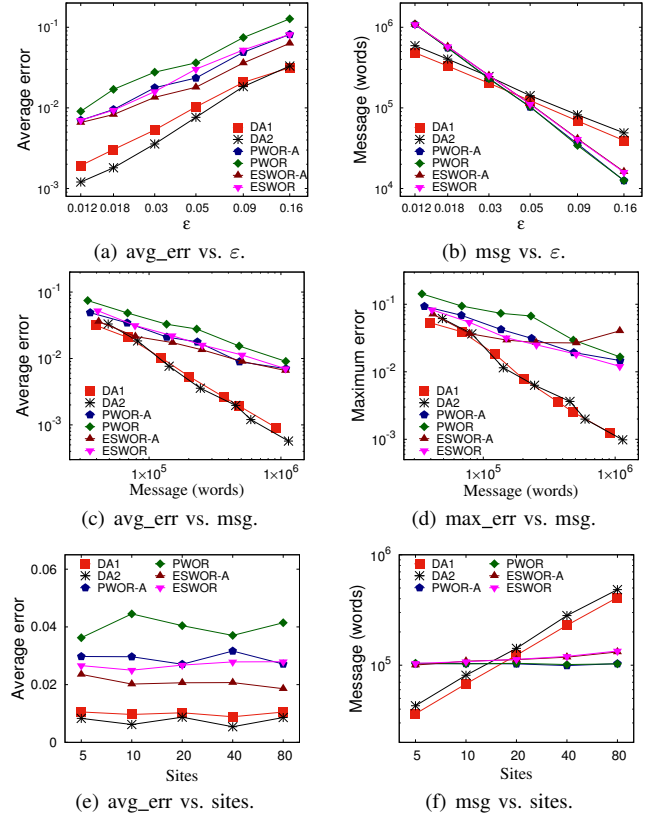 Average error
10^-1
10^-2
10^-3
DA1
DA2
PWOR-A
PWOR
ESWOR-A
ESWOR
0.012 0.018 0.03 0.05 0.09 0.16
ε
(a) avg_err vs. ε.
Message (words)
10^6
10^5
10^4
DA1
DA2
PWOR-A
PWOR
ESWOR-A
ESWOR
0.012 0.018 0.03 0.05 0.09 0.16
ε
(b) msg vs. ε.
Average error
10^-1
10^-2
10^-3
DA1
DA2
PWOR-A
PWOR
ESWOR-A
ESWOR
1×10^5 1×10^6
Message (words)
(c) avg_err vs. msg.
Maximum error
10^-1
10^-2
10^-3
DA1
DA2
PWOR-A
PWOR
ESWOR-A
ESWOR
1×10^5 1×10^6
Message (words)
(d) max_err vs. msg.
Average error
0.06
0.04
0.02
0
DA1
DA2
PWOR-A
PWOR
ESWOR-A
ESWOR
5 10 20 40 80
Sites
(e) avg_err vs. sites.
Message (words)
10^6
10^5
DA1
DA2
PWOR-A
PWOR
ESWOR-A
ESWOR
5 10 20 40 80
Sites
(f) msg vs. sites.